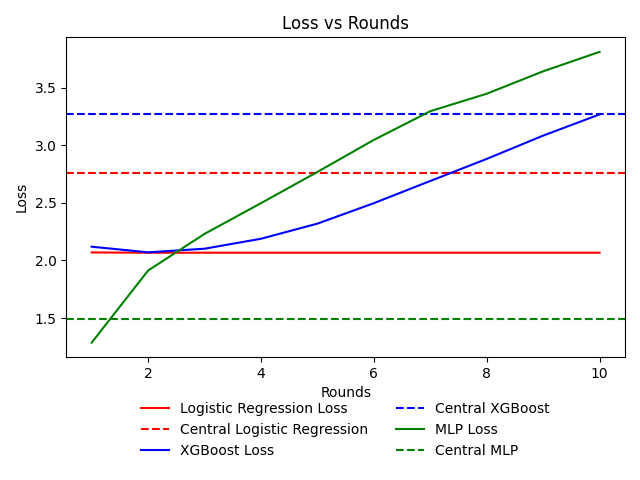 Loss vs Rounds
3.5
3.0
2.5
2.0
1.5
Loss
2 4 6 8 10
Rounds
Logistic Regression Loss
Central Logistic Regression
XGBoost Loss
Central XGBoost
MLP Loss
Central MLP